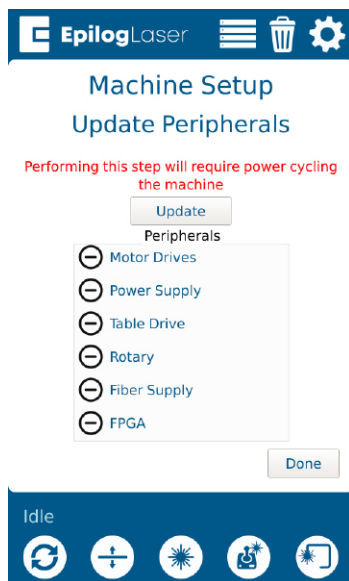 EpilogLaser
Machine Setup
Update Peripherals
Performing this step will require power cycling
the machine
Update
Peripherals
Motor Drives
Power Supply
Table Drive
Rotary
Fiber Supply
FPGA
Done
Idle